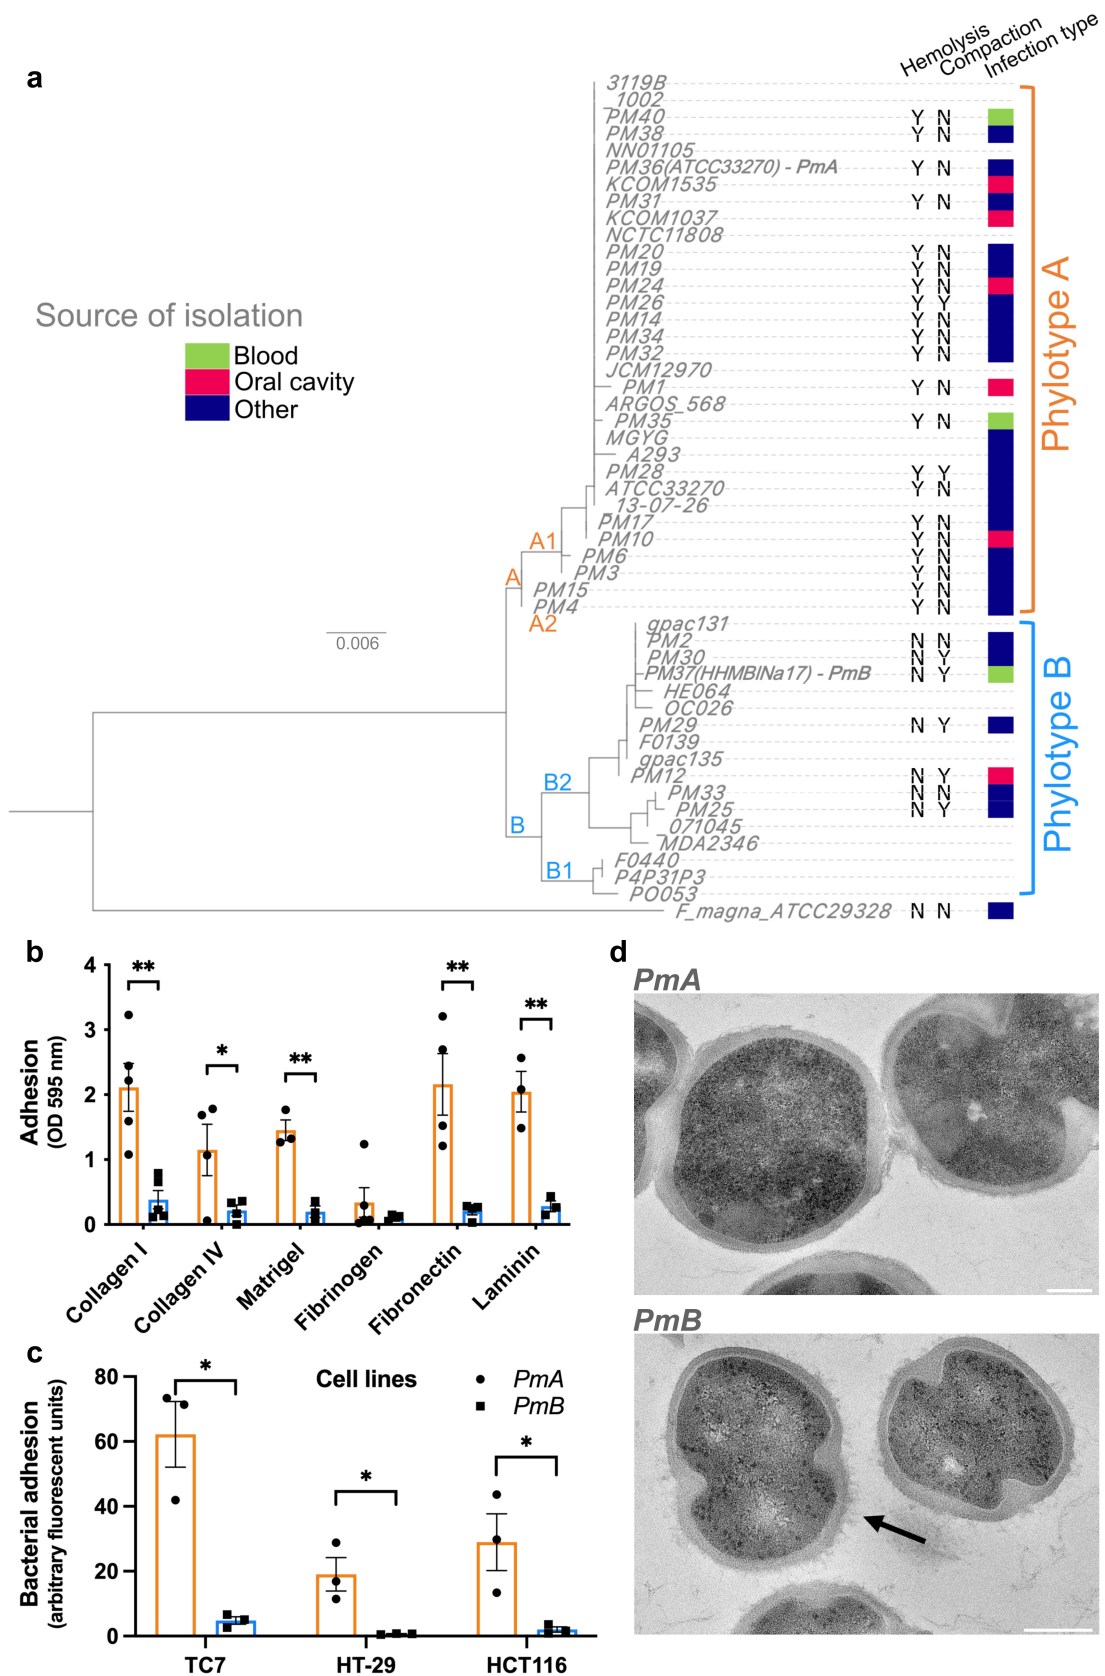 a
Hemolysis
Compaction
Infection type
3119B
1002
PM40 Y N
PM38 Y N
NN01105
PM36(ATCC33270) - PmA Y N
KCOM1535
PM31 Y N
KCOM1037
NCTC11808
PM20 Y N
PM19 Y N
PM24 Y N
PM26 Y Y
PM14 Y N
PM34 Y N
PM32 Y N
JCM12970
PM1 Y N
ARGOS_568
PM35 Y N
MGYG
A293
PM28 Y Y
ATCC33270 Y N
13-07-26
PM17 Y N
PM10 Y N
PM6 Y N
PM3 Y N
PM15 Y N
PM4 Y N
Phylotype A
Source of isolation
Blood
Oral cavity
Other
A1
A
A2
0.006
gpac131
PM2 N N
PM30 N Y
PM37(HHMBlNa17) - PmB N Y
HE064
OC026
PM29 N Y
F0139
gpac135
PM12 N Y
PM33 N N
PM25 N Y
071045
MDA2346
F0440
P4P31P3
PO053
F_magna_ATCC29328 N N
Phylotype B
B2
B
B1
b
Adhesion
(OD 595 nm)
4
3
2
1
0
** * ** ** **
Collagen I
Collagen IV
Matrigel
Fibrinogen
Fibronectin
Laminin
c
Bacterial adhesion
(arbitrary fluorescent units)
80
60
40
20
0
Cell lines
PmA
PmB
* * *
TC7 HT-29 HCT116
d
PmA
PmB